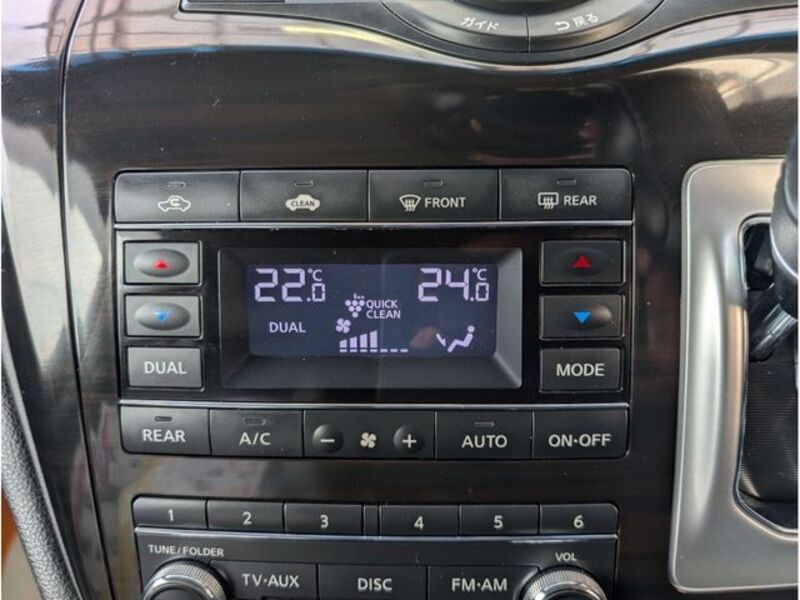 ガイド 戻る
CLEAN FRONT REAR
22.0℃ 24.0℃
QUICK
CLEAN
DUAL
DUAL MODE
REAR A/C − + AUTO ON•OFF
1 2 3 4 5 6
TUNE/FOLDER VOL
TV•AUX DISC FM•AM